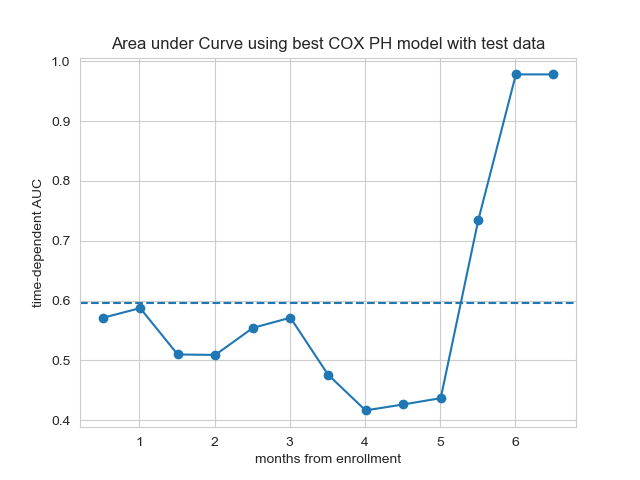 Area under Curve using best COX PH model with test data
1.0
0.9
0.8
0.7
0.6
0.5
0.4
time-dependent AUC
1 2 3 4 5 6
months from enrollment